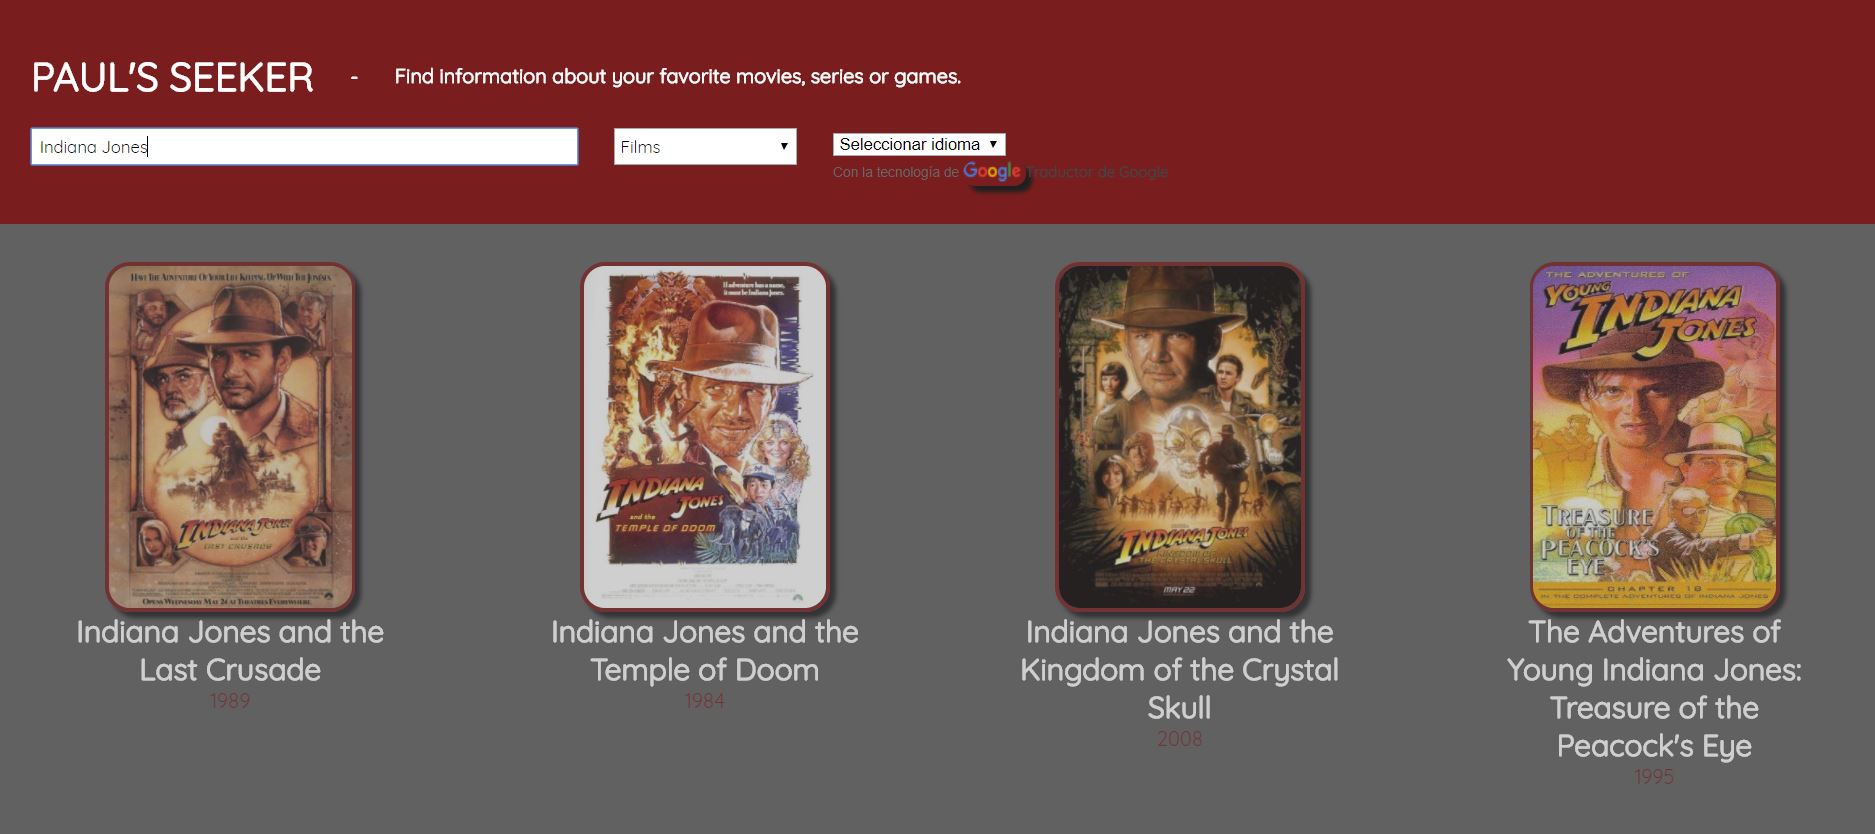 PAUL'S SEEKER - Find information about your favorite movies, series or games.
Indiana Jones
Films
Seleccionar idioma
Con la tecnología de Google Traductor de Google
HAVE THE ADVENTURE OF YOUR LIFE KEEPING UP WITH THE JONESES.
INDIANA JONES
and the
LAST CRUSADE
OPENS WEDNESDAY MAY 24 AT THEATRES EVERYWHERE.
Indiana Jones and the
Last Crusade
1989
If adventure has a name,
it must be Indiana Jones.
INDIANA
JONES
and the
TEMPLE OF DOOM
Indiana Jones and the
Temple of Doom
1984
INDIANA JONES
KINGDOM OF
THE CRYSTAL SKULL
MAY 22
Indiana Jones and the
Kingdom of the Crystal
Skull
2008
THE ADVENTURES OF
YOUNG
INDIANA
JONES
TREASURE
OF THE
PEACOCK'S
EYE
CHAPTER 18
IN THE COMPLETE ADVENTURES OF INDIANA JONES
The Adventures of
Young Indiana Jones:
Treasure of the
Peacock's Eye
1995